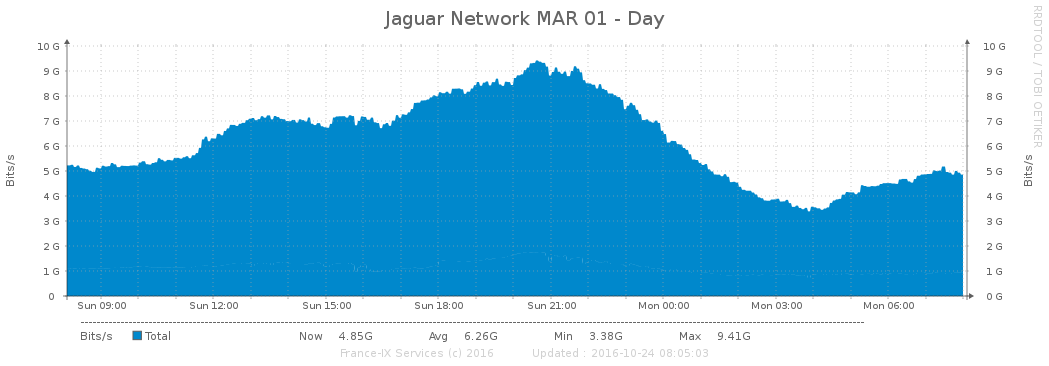 Jaguar Network MAR 01 - Day
RRDTOOL / TOBI OETIKER
10 G 10 G
9 G 9 G
8 G 8 G
7 G 7 G
6 G 6 G
5 G 5 G
4 G 4 G
3 G 3 G
2 G 2 G
1 G 1 G
0 0 G
Bits/s
Bits/s
Sun 09:00 Sun 12:00 Sun 15:00 Sun 18:00 Sun 21:00 Mon 00:00 Mon 03:00 Mon 06:00
Bits/s Total Now 4.85G Avg 6.26G Min 3.38G Max 9.41G
France-IX Services (c) 2016 Updated : 2016-10-24 08:05:03